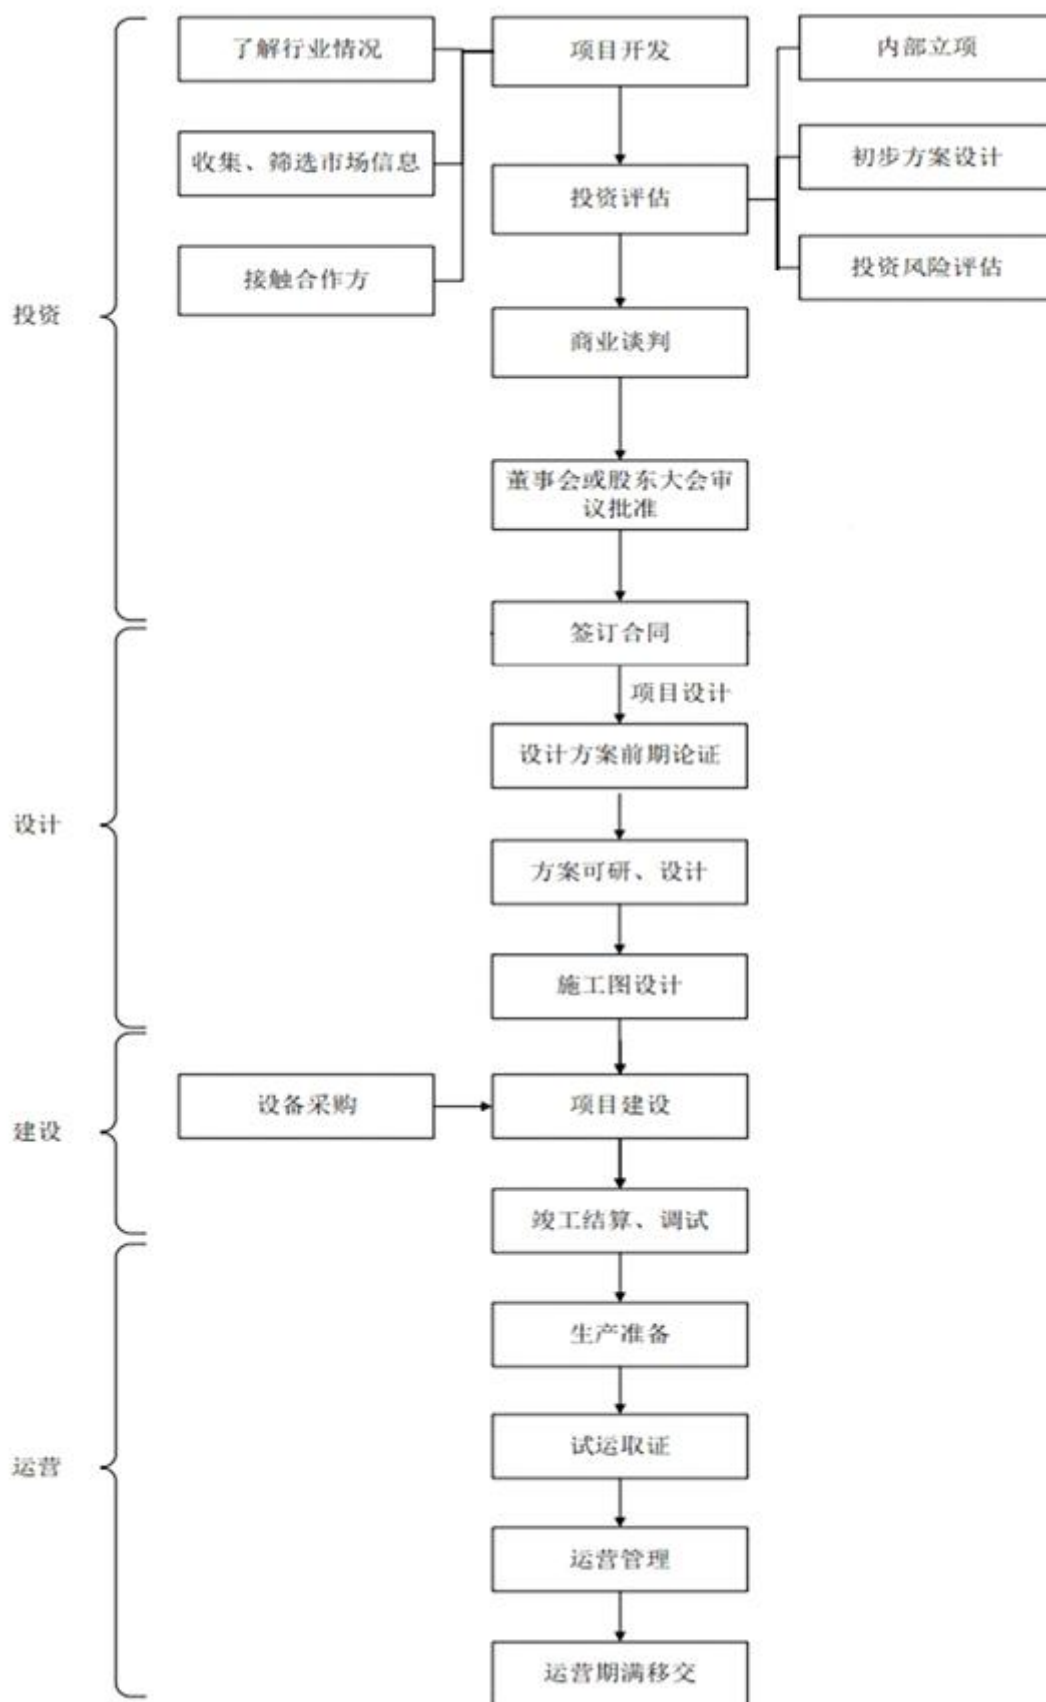 了解行业情况
项目开发
内部立项
收集、筛选市场信息
初步方案设计
投资评估
接触合作方
投资风险评估
投资
商业谈判
董事会或股东大会审
议批准
签订合同
项目设计
设计方案前期论证
设计
方案可研、设计
施工图设计
设备采购
项目建设
建设
竣工结算、调试
生产准备
试运取证
运营
运营管理
运营期满移交